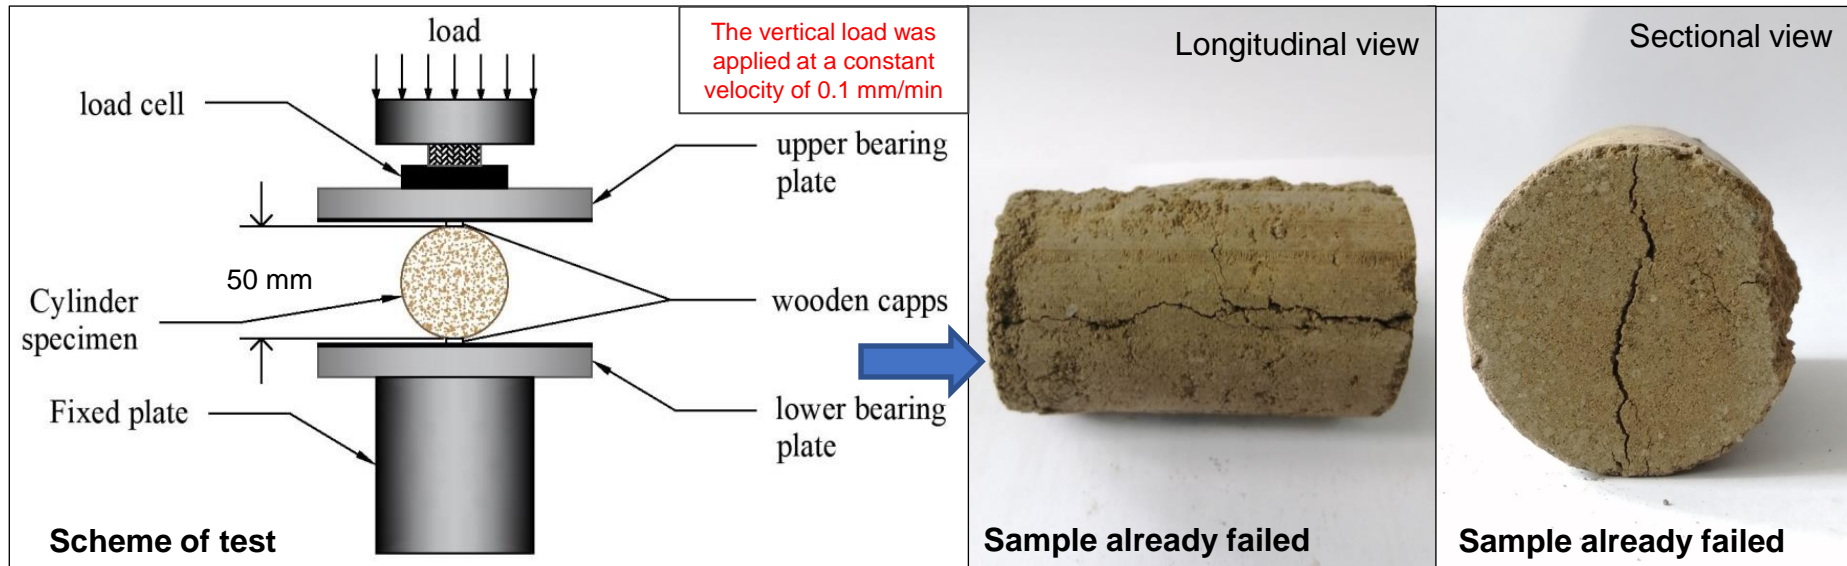 load
load cell
The vertical load was
applied at a constant
velocity of 0.1 mm/min
upper bearing
plate
50 mm
Cylinder
specimen
wooden capps
Fixed plate
lower bearing
plate
Scheme of test
Longitudinal view
Sample already failed
Sectional view
Sample already failed